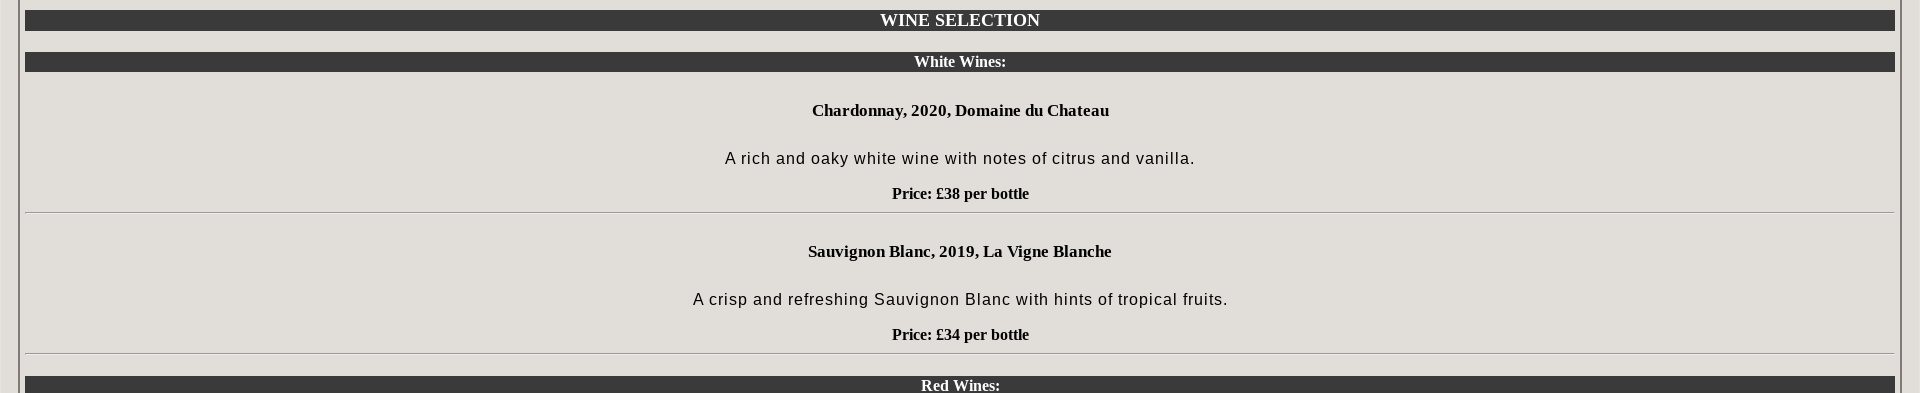 WINE SELECTION
White Wines:
Chardonnay, 2020, Domaine du Chateau
A rich and oaky white wine with notes of citrus and vanilla.
Price: £38 per bottle
Sauvignon Blanc, 2019, La Vigne Blanche
A crisp and refreshing Sauvignon Blanc with hints of tropical fruits.
Price: £34 per bottle
Red Wines: